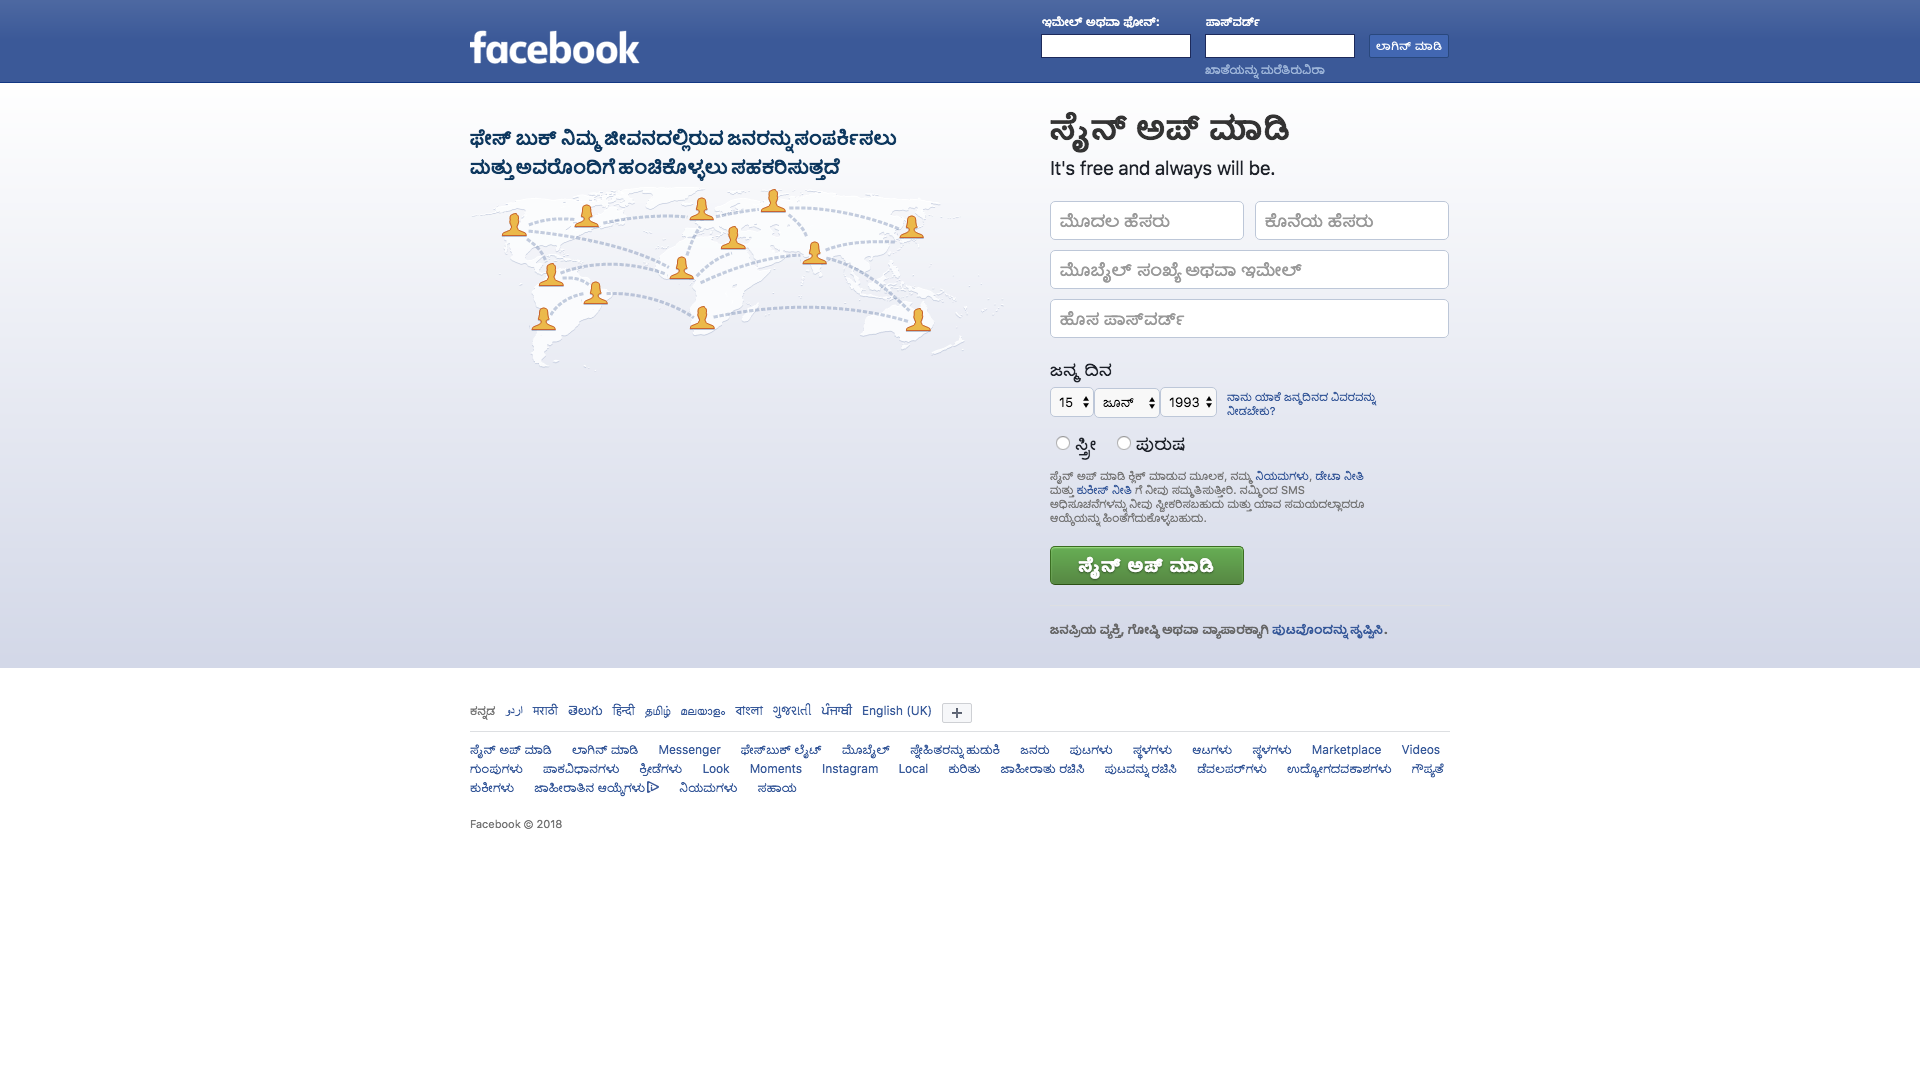 facebook
ಇಮೇಲ್ ಅಥವಾ ಫೋನ್:
ಪಾಸ್‌ವರ್ಡ್
ಲಾಗಿನ್ ಮಾಡಿ
ಖಾತೆಯನ್ನು ಮರೆತಿರುವಿರಾ
ಫೇಸ್ ಬುಕ್ ನಿಮ್ಮ ಜೀವನದಲ್ಲಿರುವ ಜನರನ್ನು ಸಂಪರ್ಕಿಸಲು
ಮತ್ತು ಅವರೊಂದಿಗೆ ಹಂಚಿಕೊಳ್ಳಲು ಸಹಕರಿಸುತ್ತದೆ
ಸೈನ್ ಅಪ್ ಮಾಡಿ
It's free and always will be.
ಮೊದಲ ಹೆಸರು ಕೊನೆಯ ಹೆಸರು
ಮೊಬೈಲ್ ಸಂಖ್ಯೆ ಅಥವಾ ಇಮೇಲ್
ಹೊಸ ಪಾಸ್‌ವರ್ಡ್
ಜನ್ಮ ದಿನ
15 ಜೂನ್ 1993
ನಾನು ಯಾಕೆ ಜನ್ಮದಿನದ ವಿವರವನ್ನು
ನೀಡಬೇಕು?
ಸ್ತ್ರೀ ಪುರುಷ
ಸೈನ್ ಅಪ್ ಮಾಡಿ ಕ್ಲಿಕ್ ಮಾಡುವ ಮೂಲಕ, ನಮ್ಮ ನಿಯಮಗಳು, ಡೇಟಾ ನೀತಿ
ಮತ್ತು ಕುಕೀಸ್ ನೀತಿ ಗೆ ನೀವು ಸಮ್ಮತಿಸುತ್ತೀರಿ. ನಮ್ಮಿಂದ SMS
ಅಧಿಸೂಚನೆಗಳನ್ನು ನೀವು ಸ್ವೀಕರಿಸಬಹುದು ಮತ್ತು ಯಾವ ಸಮಯದಲ್ಲಾದರೂ
ಆಯ್ಕೆಯನ್ನು ಹಿಂತೆಗೆದುಕೊಳ್ಳಬಹುದು.
ಸೈನ್ ಅಪ್ ಮಾಡಿ
ಜನಪ್ರಿಯ ವ್ಯಕ್ತಿ, ಗೋಷ್ಠಿ ಅಥವಾ ವ್ಯಾಪಾರಕ್ಕಾಗಿ ಪುಟವೊಂದನ್ನು ಸೃಷ್ಟಿಸಿ.
ಕನ್ನಡ اردو मराठी తెలుగు हिन्दी தமிழ் മലയാളം বাংলা ગુજરાતી ਪੰਜਾਬੀ English (UK)
ಸೈನ್ ಅಪ್ ಮಾಡಿ ಲಾಗಿನ್ ಮಾಡಿ Messenger ಫೇಸ್‌ಬುಕ್ ಲೈಟ್ ಮೊಬೈಲ್ ಸ್ನೇಹಿತರನ್ನು ಹುಡುಕಿ ಜನರು ಪುಟಗಳು ಸ್ಥಳಗಳು ಆಟಗಳು ಸ್ಥಳಗಳು Marketplace Videos
ಗುಂಪುಗಳು ಪಾಕವಿಧಾನಗಳು ಕ್ರೀಡೆಗಳು Look Moments Instagram Local ಕುರಿತು ಜಾಹೀರಾತು ರಚಿಸಿ ಪುಟವನ್ನು ರಚಿಸಿ ಡೆವಲಪರ್‌ಗಳು ಉದ್ಯೋಗದವಕಾಶಗಳು ಗೌಪ್ಯತೆ
ಕುಕೀಗಳು ಜಾಹೀರಾತಿನ ಆಯ್ಕೆಗಳು ನಿಯಮಗಳು ಸಹಾಯ
Facebook © 2018